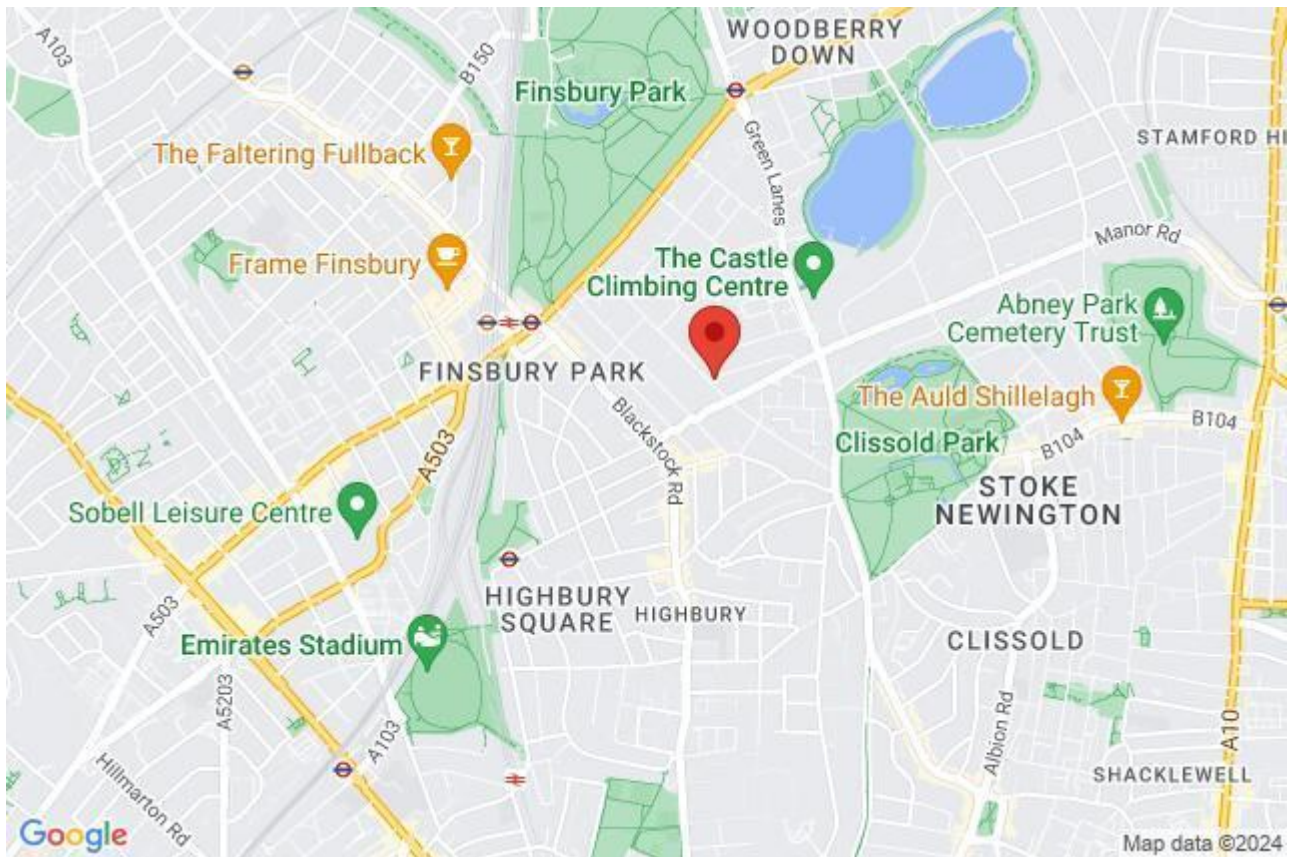 A103
B150
WOODBERRY
DOWN
Finsbury Park
Green Lanes
STAMFORD HI
The Faltering Fullback
Manor Rd
Frame Finsbury
The Castle
Climbing Centre
Abney Park
Cemetery Trust
FINSBURY PARK
Blackstock Rd
The Auld Shillelagh
B104
B104
Clissold Park
A503
STOKE
NEWINGTON
Sobell Leisure Centre
HIGHBURY
SQUARE
HIGHBURY
A503
Emirates Stadium
CLISSOLD
A5203
A103
Albion Rd
A10
Hillmarton Rd
SHACKLEWELL
Google
Map data ©2024